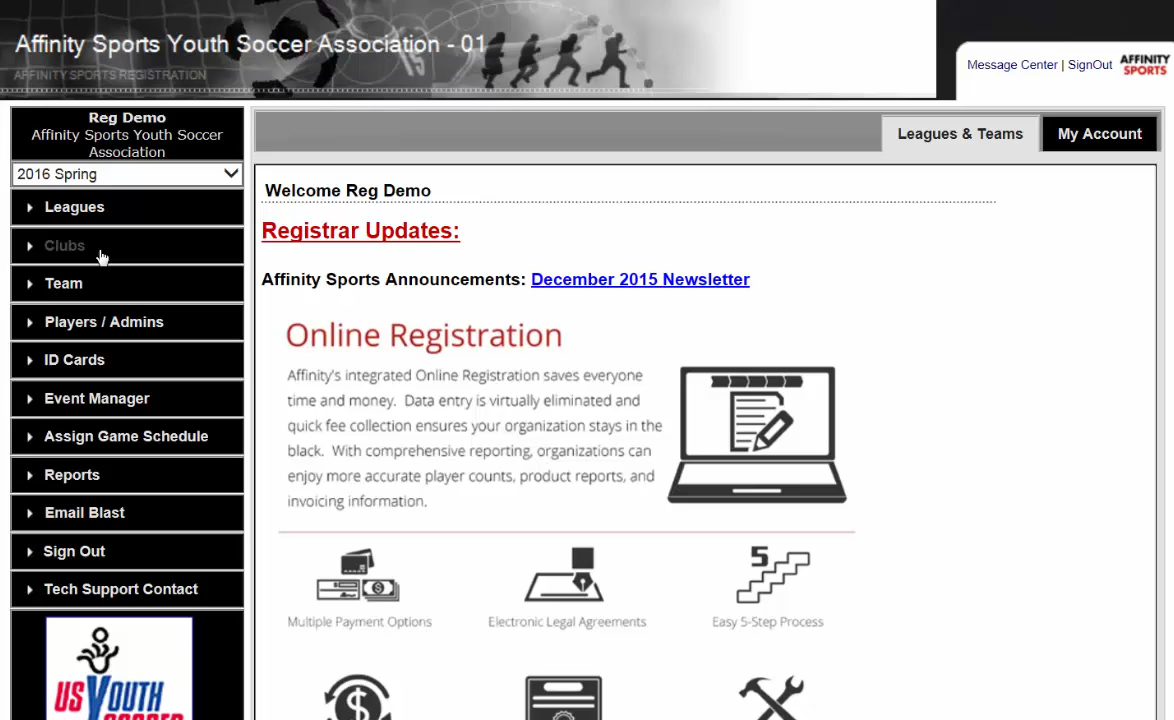 Affinity Sports Youth Soccer Association - 01
AFFINITY SPORTS REGISTRATION
Message Center | SignOut
AFFINITY
SPORTS
Reg Demo
Affinity Sports Youth Soccer
Association
2016 Spring
Leagues
Clubs
Team
Players / Admins
ID Cards
Event Manager
Assign Game Schedule
Reports
Email Blast
Sign Out
Tech Support Contact
US YOUTH
Leagues & Teams
My Account
Welcome Reg Demo
Registrar Updates:
Affinity Sports Announcements: December 2015 Newsletter
Online Registration
Affinity's integrated Online Registration saves everyone
time and money. Data entry is virtually eliminated and
quick fee collection ensures your organization stays in the
black. With comprehensive reporting, organizations can
enjoy more accurate player counts, product reports, and
invoicing information.
5
Multiple Payment Options
Electronic Legal Agreements
Easy 5-Step Process